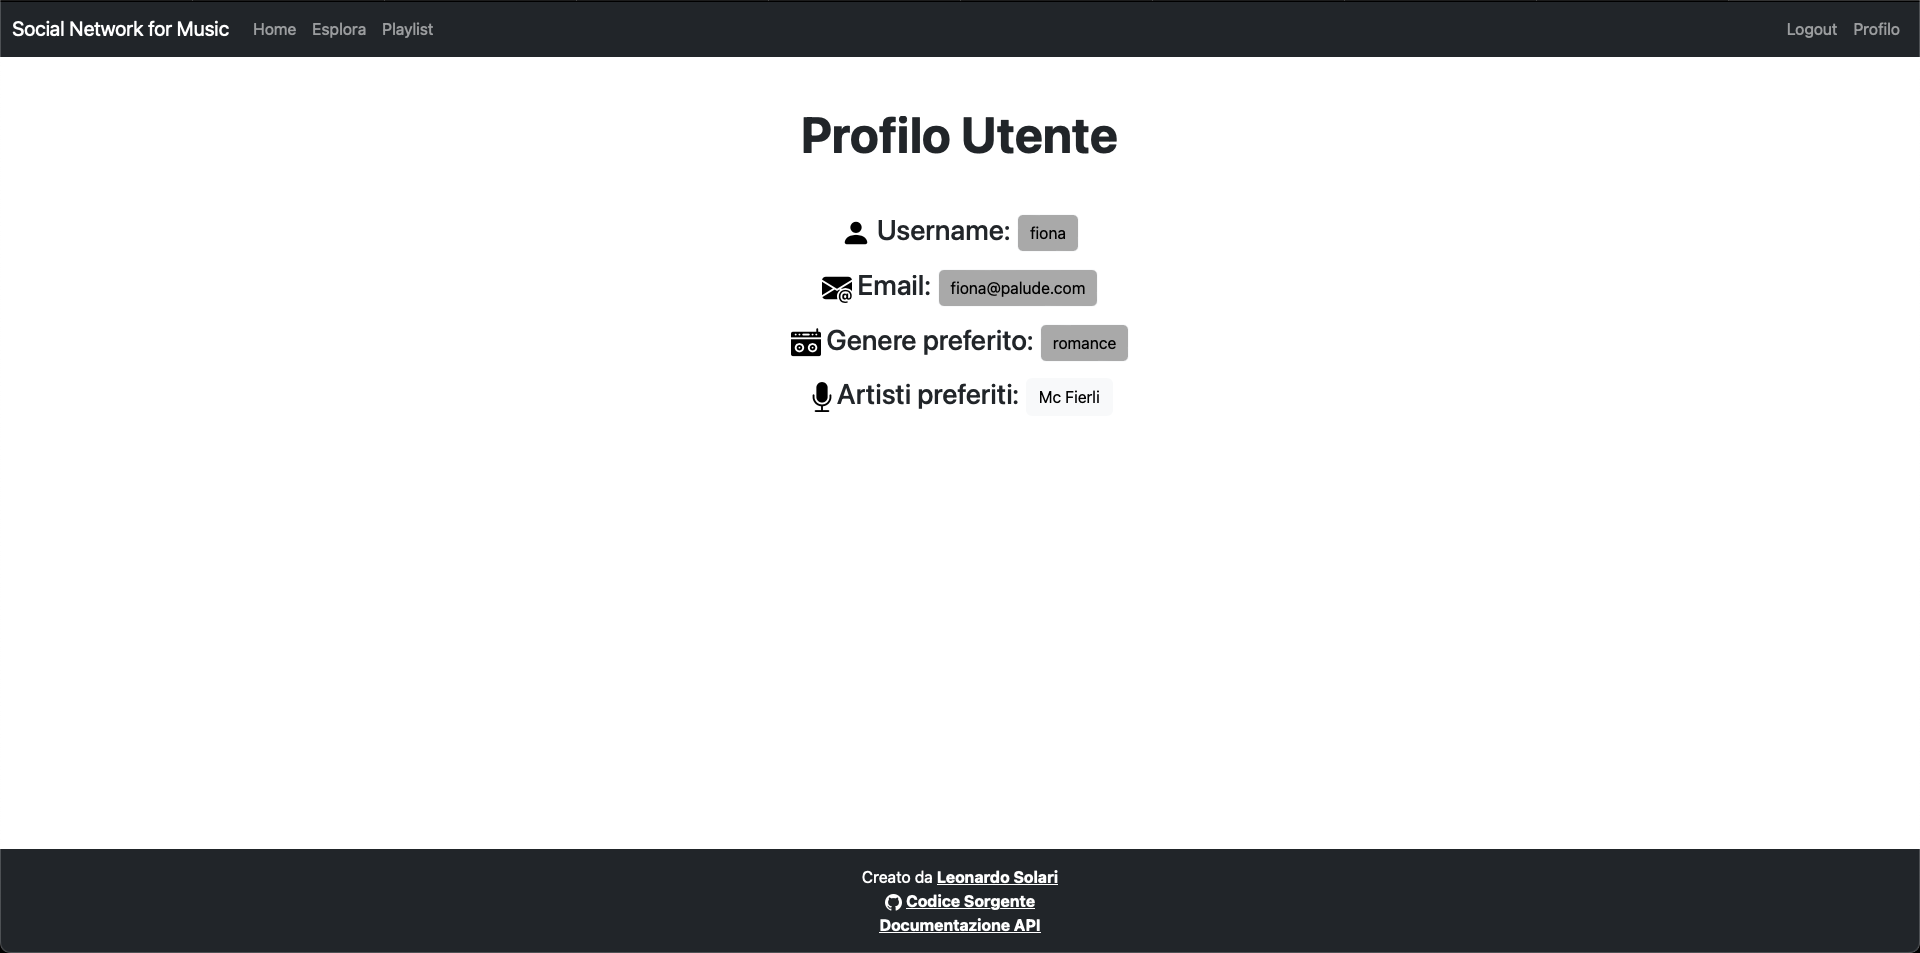 Social Network for Music Home Esplora Playlist Logout Profilo
Profilo Utente
Username: fiona
Email: fiona@palude.com
Genere preferito: romance
Artisti preferiti: Mc Fierli
Creato da Leonardo Solari
Codice Sorgente
Documentazione API